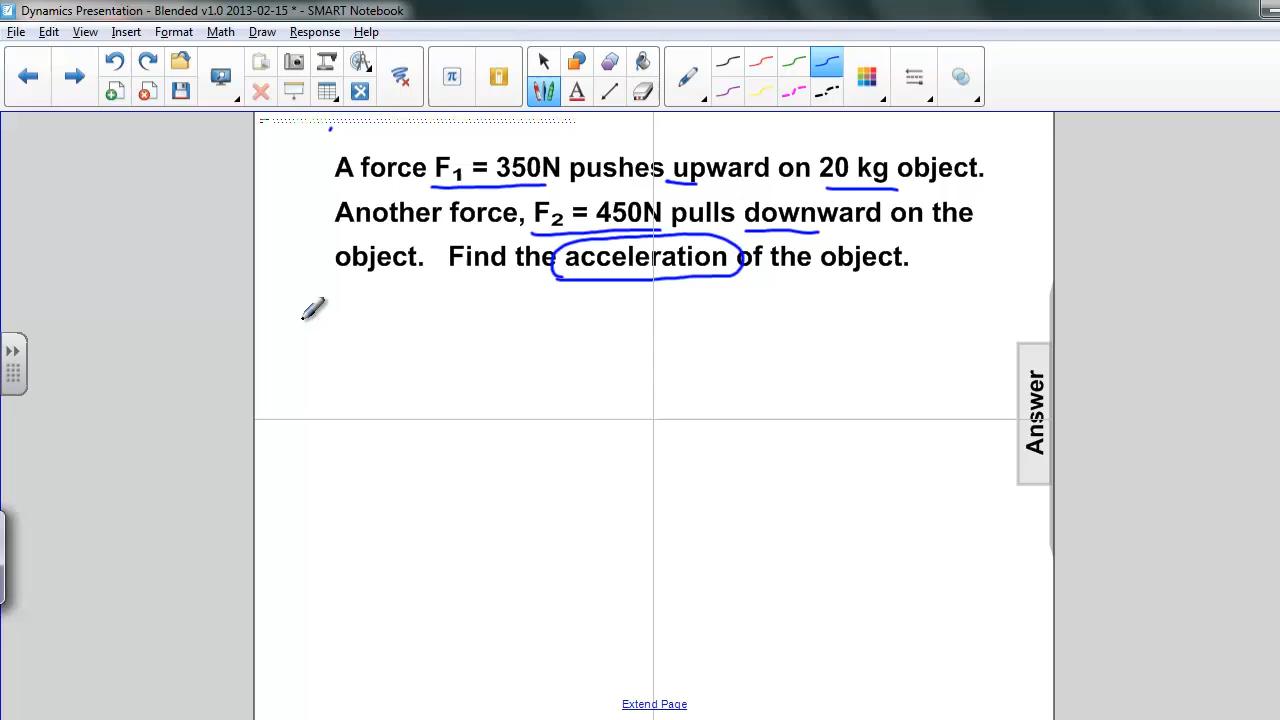 Dynamics Presentation - Blended v1.0 2013-02-15 * - SMART Notebook
File Edit View Insert Format Math Draw Response Help
π
A
A force F₁ = 350N pushes upward on 20 kg object.
Another force, F₂ = 450N pulls downward on the
object. Find the acceleration of the object.
Answer
Extend Page